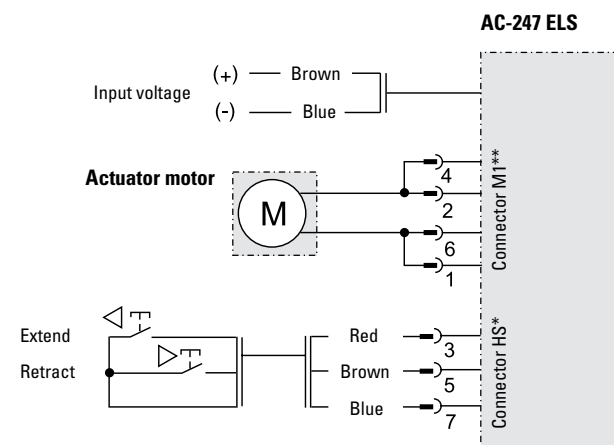 AC-247 ELS
Input voltage
(+) Brown
(-) Blue
Actuator motor
M
4
2
6
1
Connector M1**
Extend
Retract
Red 3
Brown 5
Blue 7
Connector HS*